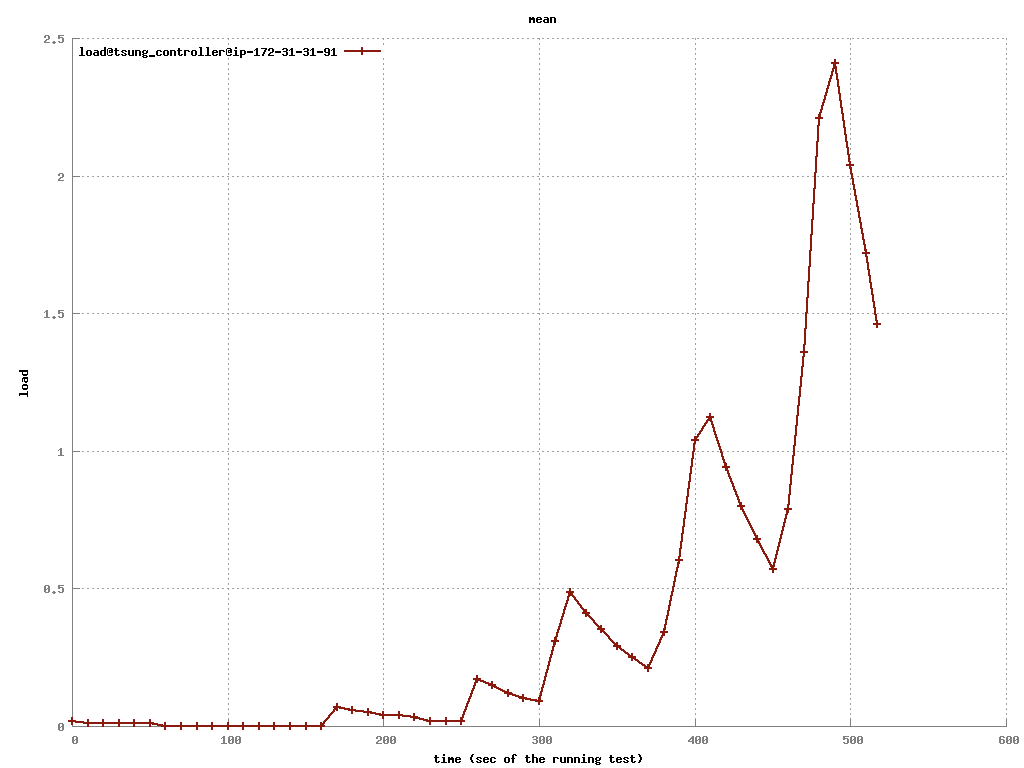 mean
2.5
load@tsung_controller@ip-172-31-31-91
2
1.5
load
1
0.5
0
0 100 200 300 400 500 600
time (sec of the running test)